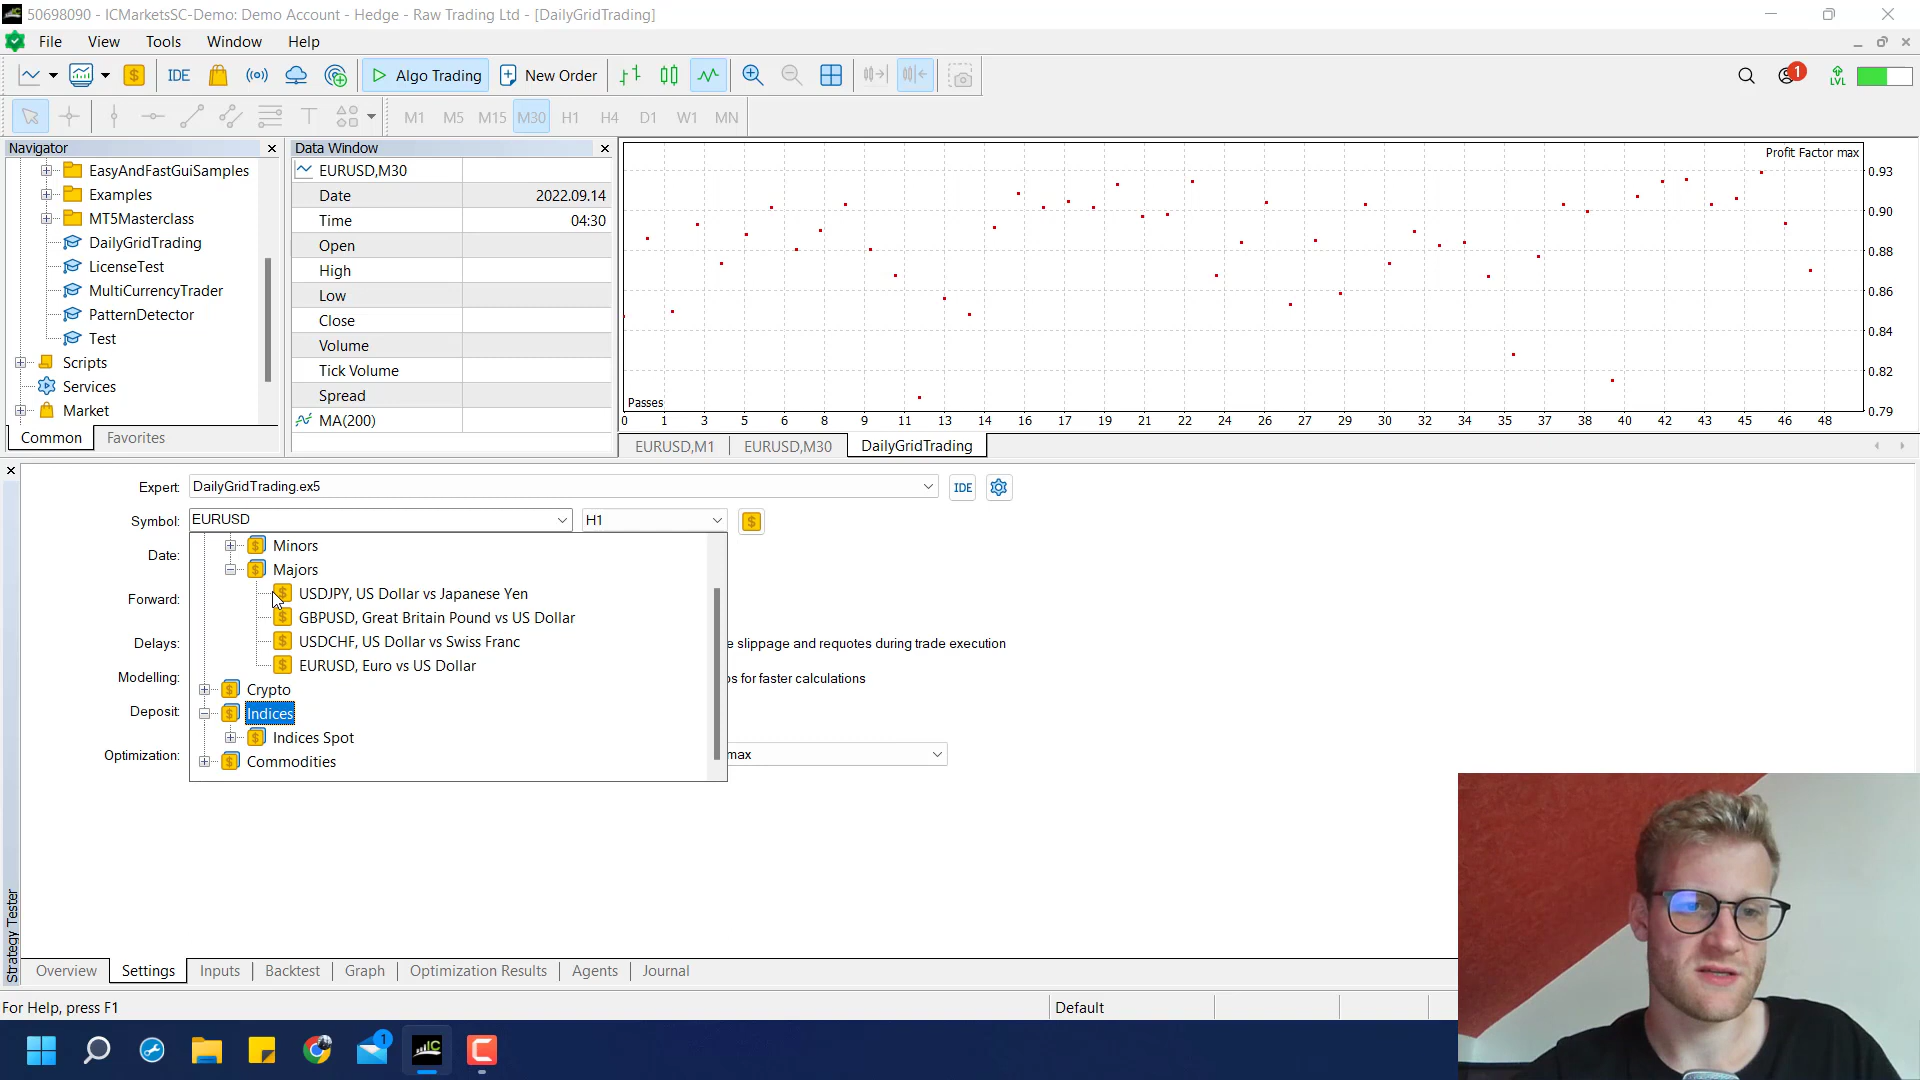 50698090 - ICMarketsSC-Demo: Demo Account - Hedge - Raw Trading Ltd - [DailyGridTrading]
File View Tools Window Help
IDE Algo Trading New Order 1 LVL
M1 M5 M15 M30 H1 H4 D1 W1 MN
Navigator
EasyAndFastGuiSamples
Examples
MT5Masterclass
DailyGridTrading
LicenseTest
MultiCurrencyTrader
PatternDetector
Test
Scripts
Services
Market
Common Favorites
Data Window
EURUSD,M30
Date 2022.09.14
Time 04:30
Open
High
Low
Close
Volume
Tick Volume
Spread
MA(200)
Profit Factor max
0.93
0.90
0.88
0.86
0.84
0.82
0.79
Passes
0 1 3 5 6 8 9 11 13 14 16 17 19 21 22 24 26 27 29 30 32 34 35 37 38 40 42 43 45 46 48
EURUSD,M1 EURUSD,M30 DailyGridTrading
Expert: DailyGridTrading.ex5 IDE
Symbol: EURUSD H1
Date:
Forward:
Delays:
Modelling:
Deposit:
Optimization:
Minors
Majors
USDJPY, US Dollar vs Japanese Yen
GBPUSD, Great Britain Pound vs US Dollar
USDCHF, US Dollar vs Swiss Franc
EURUSD, Euro vs US Dollar
Crypto
Indices
Indices Spot
Commodities
slippage and requotes during trade execution
for faster calculations
max
Strategy Tester
Overview Settings Inputs Backtest Graph Optimization Results Agents Journal
For Help, press F1 Default
1 IC